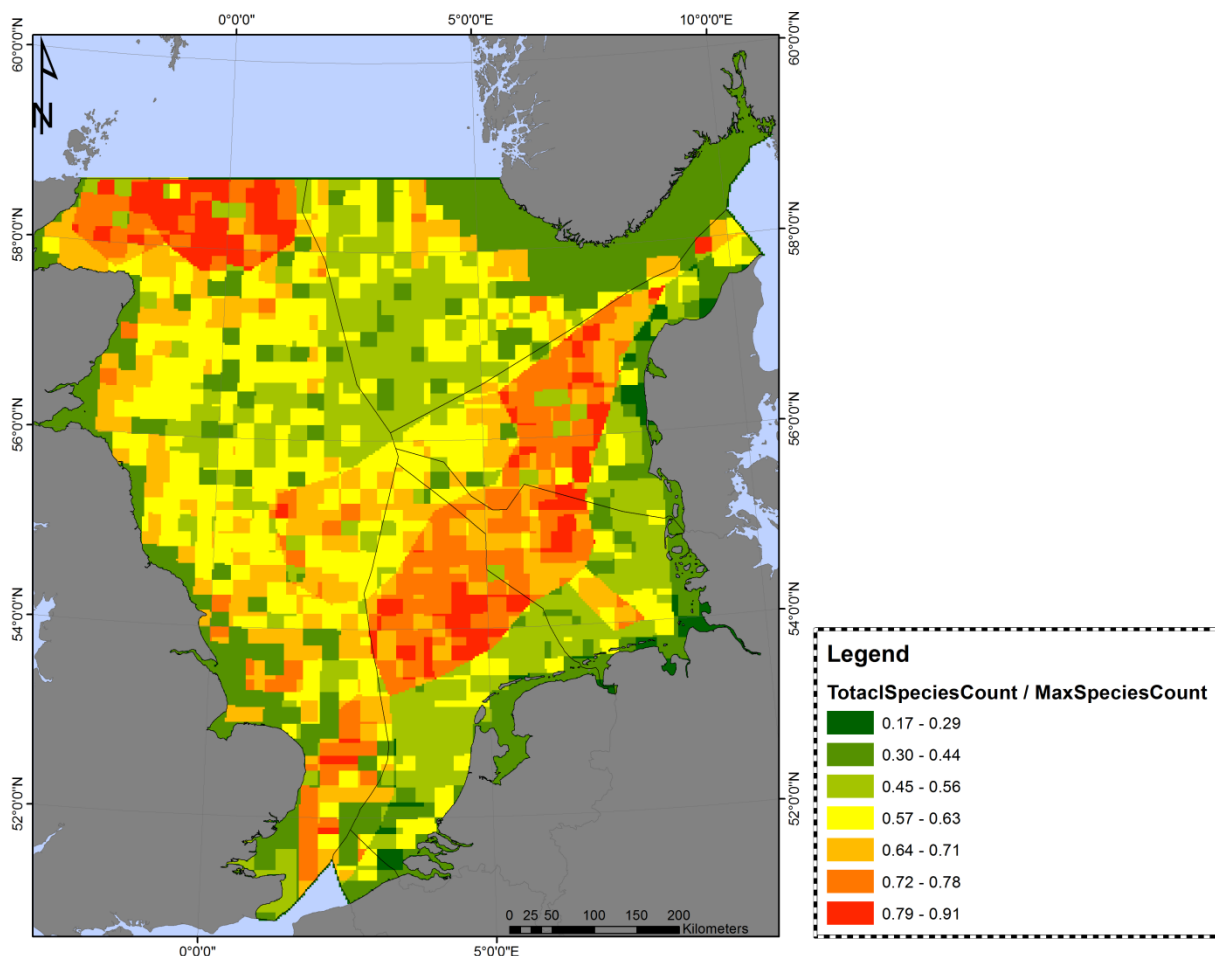 0°0'0" 5°0'0"E 10°0'0"E
60°0'0"N 60°0'0"N
N
58°0'0"N 58°0'0"N
56°0'0"N 56°0'0"N
54°0'0"N 54°0'0"N
52°0'0"N 52°0'0"N
0 25 50 100 150 200
Kilometers
0°0'0" 5°0'0"E
Legend
TotaclSpeciesCount / MaxSpeciesCount
0.17 - 0.29
0.30 - 0.44
0.45 - 0.56
0.57 - 0.63
0.64 - 0.71
0.72 - 0.78
0.79 - 0.91